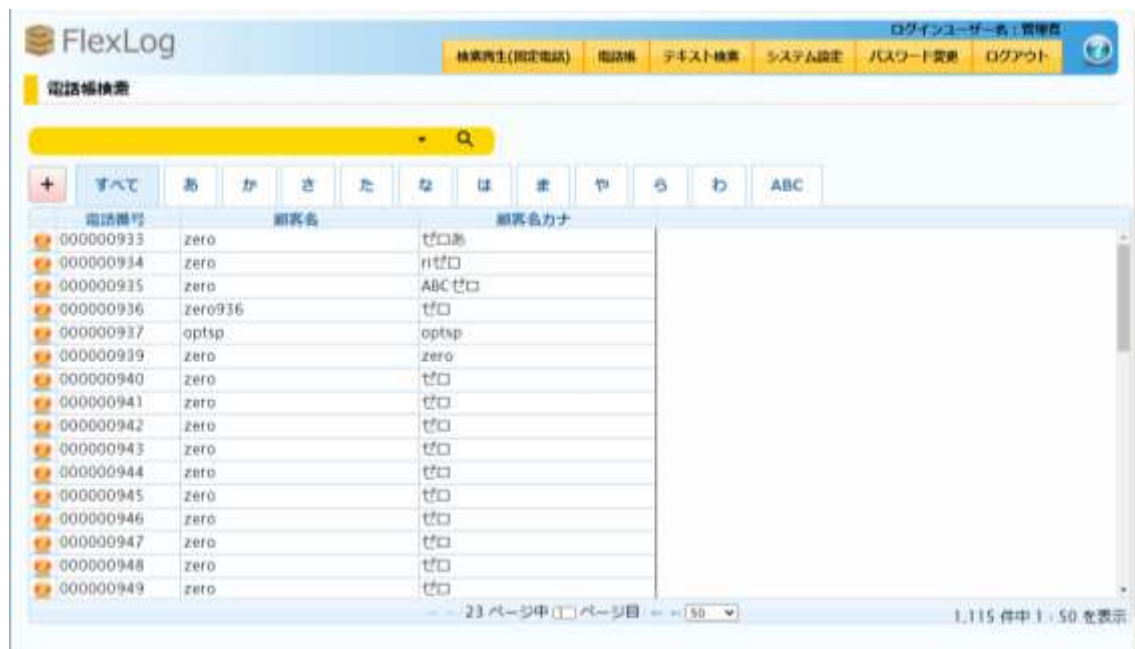 FlexLog
ログインユーザー名：管理者
検索再生(固定電話) 電話帳 テキスト検索 システム設定 パスワード変更 ログアウト
電話帳検索
+ すべて あ か さ た な は ま や ら わ ABC
電話番号 顧客名 顧客名カナ
000000933 zero ゼロあ
000000934 zero riゼロ
000000935 zero ABCゼロ
000000936 zero936 ゼロ
000000937 optsp optsp
000000939 zero zero
000000940 zero ゼロ
000000941 zero ゼロ
000000942 zero ゼロ
000000943 zero ゼロ
000000944 zero ゼロ
000000945 zero ゼロ
000000946 zero ゼロ
000000947 zero ゼロ
000000948 zero ゼロ
000000949 zero ゼロ
23 ページ中 1 ページ目 50
1,115 件中 1 - 50 を表示